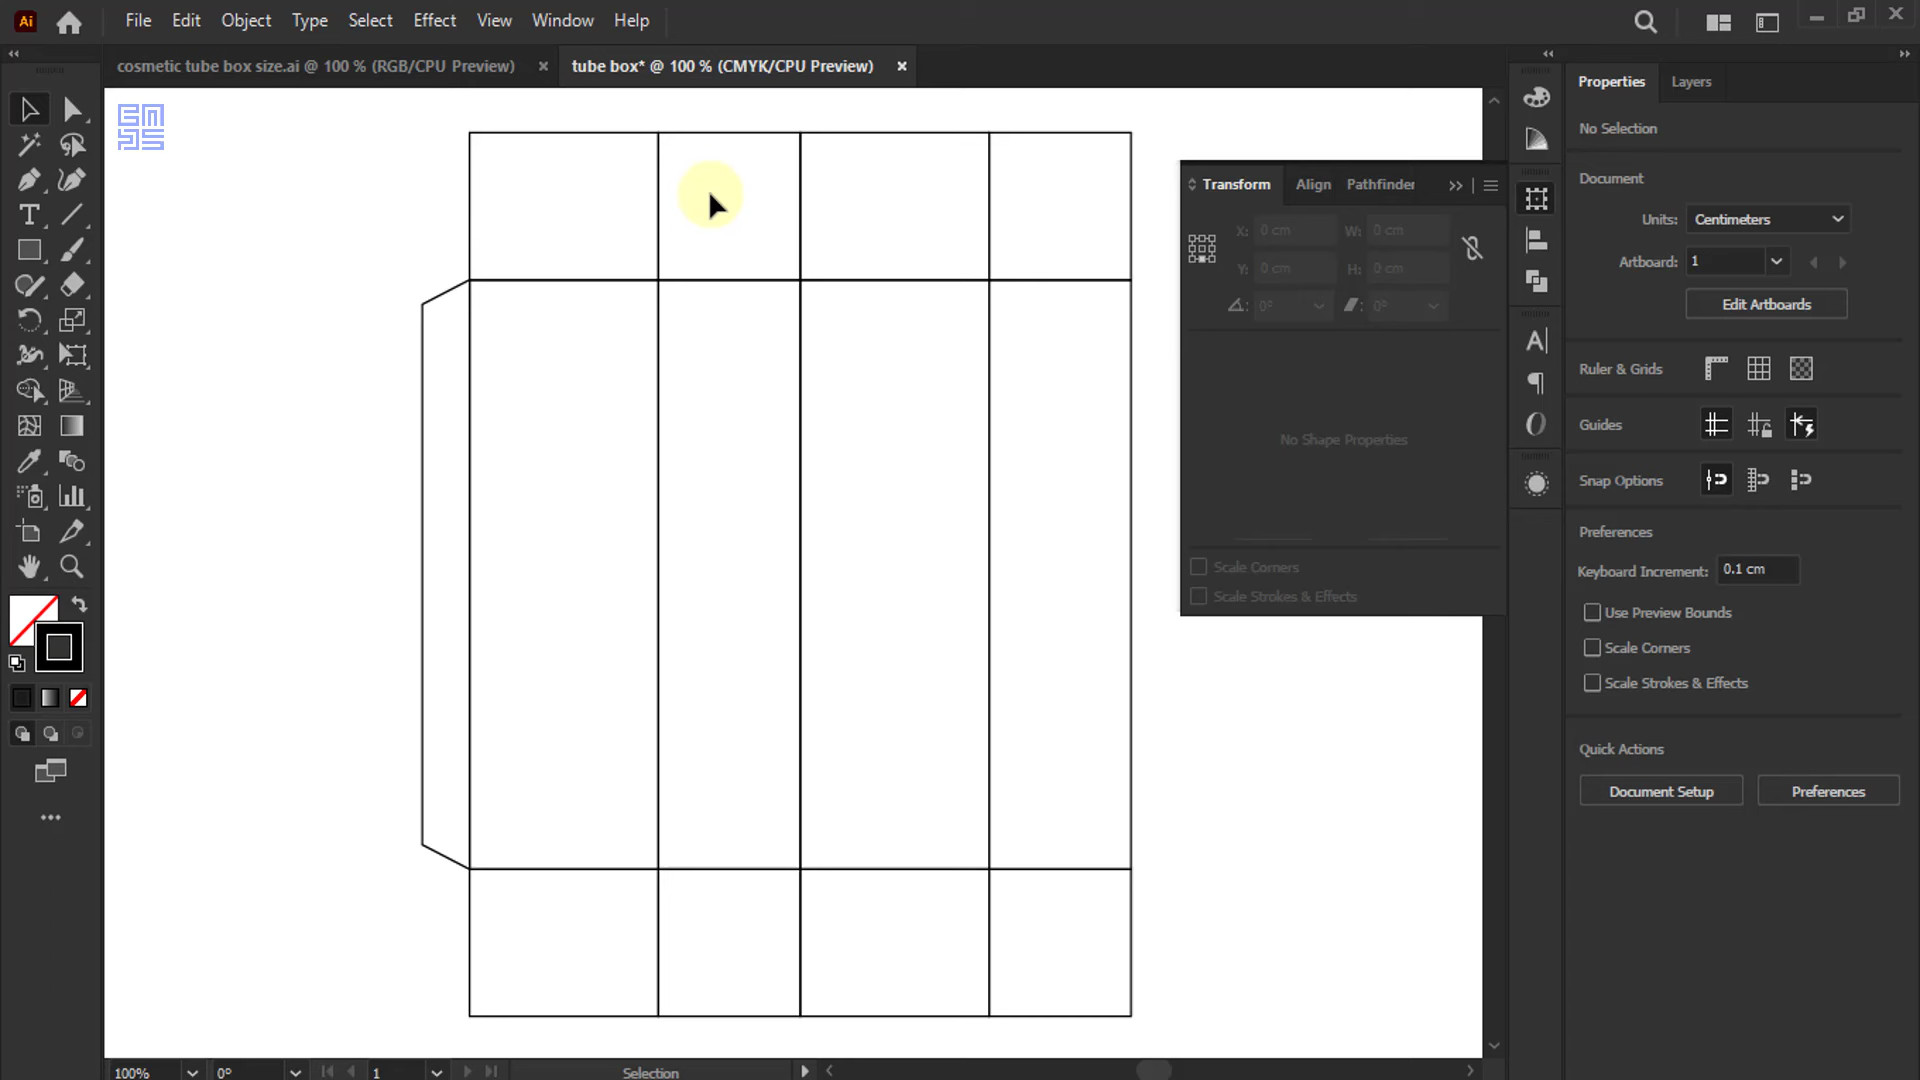 Ai File Edit Object Type Select Effect View Window Help
cosmetic tube box size.ai @ 100 % (RGB/CPU Preview) × tube box* @ 100 % (CMYK/CPU Preview) ×
Properties Layers
No Selection
Document
Units: Centimeters
Artboard: 1
Edit Artboards
Ruler & Grids
Guides
Snap Options
Preferences
Keyboard Increment: 0.1 cm
Use Preview Bounds
Scale Corners
Scale Strokes & Effects
Quick Actions
Document Setup Preferences
Transform Align Pathfinder
X: 0 cm W: 0 cm
Y: 0 cm H: 0 cm
0° 0°
No Shape Properties
Scale Corners
Scale Strokes & Effects
100% 0° 1 Selection